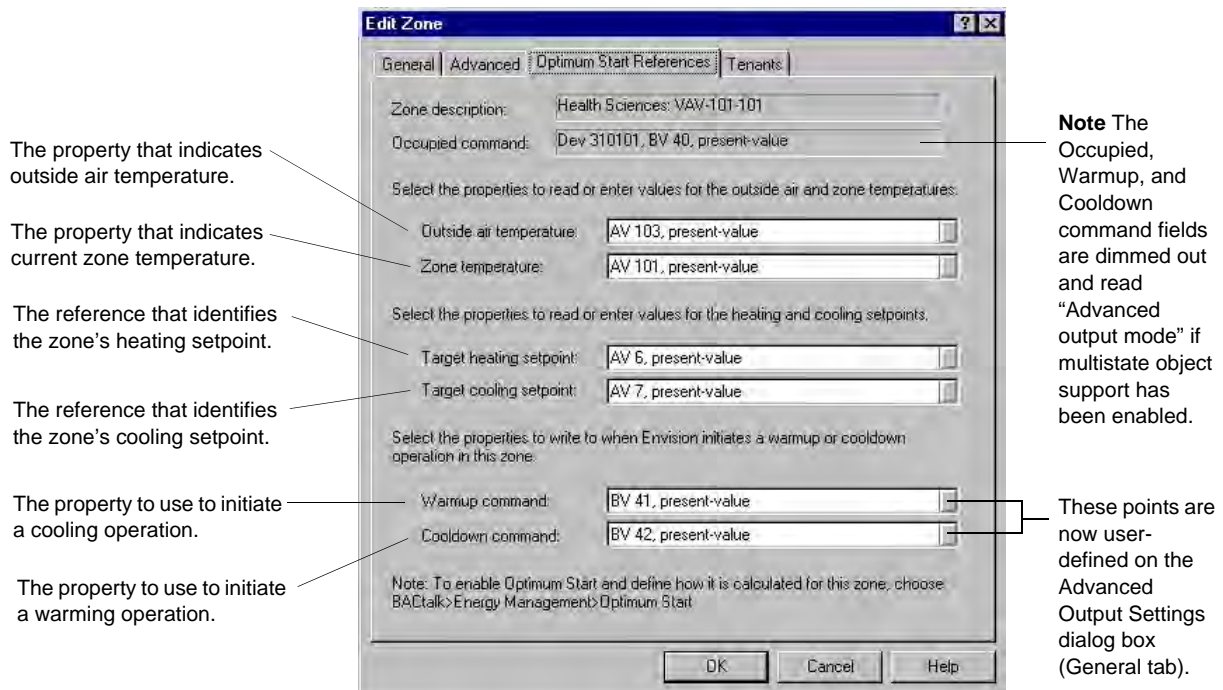 Edit Zone
General
Advanced
Optimum Start References
Tenants
Zone description:
Health Sciences: VAV-101-101
Occupied command:
Dev 310101, BV 40, present-value
Select the properties to read or enter values for the outside air and zone temperatures:
Outside air temperature:
AV 103, present-value
Zone temperature:
AV 101, present-value
Select the properties to read or enter values for the heating and cooling setpoints.
Target heating setpoint:
AV 6, present-value
Target cooling setpoint:
AV 7, present-value
Select the properties to write to when Envision initiates a warmup or cooldown
operation in this zone:
Warmup command:
BV 41, present-value
Cooldown command:
BV 42, present-value
Note: To enable Optimum Start and define how it is calculated for this zone, choose
BACtalk>Energy Management>Optimum Start
OK
Cancel
Help
The property that indicates
outside air temperature.
The property that indicates
current zone temperature.
The reference that identifies
the zone’s heating setpoint.
The reference that identifies
the zone’s cooling setpoint.
The property to use to initiate
a cooling operation.
The property to use to initiate
a warming operation.
Note The
Occupied,
Warmup, and
Cooldown
command fields
are dimmed out
and read
“Advanced
output mode” if
multistate object
support has
been enabled.
These points are
now user-
defined on the
Advanced
Output Settings
dialog box
(General tab).